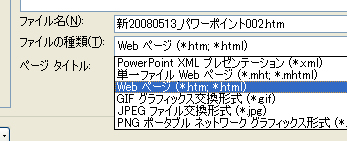 ファイル名(N): 新20080513_パワーポイント002.htm
ファイルの種類(T): Web ページ (*.htm; *.html)
ページ タイトル: PowerPoint XML プレゼンテーション (*.xml)
単一ファイル Web ページ (*.mht; *.mhtml)
Web ページ (*.htm; *.html)
GIF グラフィックス交換形式 (*.gif)
JPEG ファイル交換形式 (*.jpg)
PNG ポータブル ネットワーク グラフィックス形式 (*.